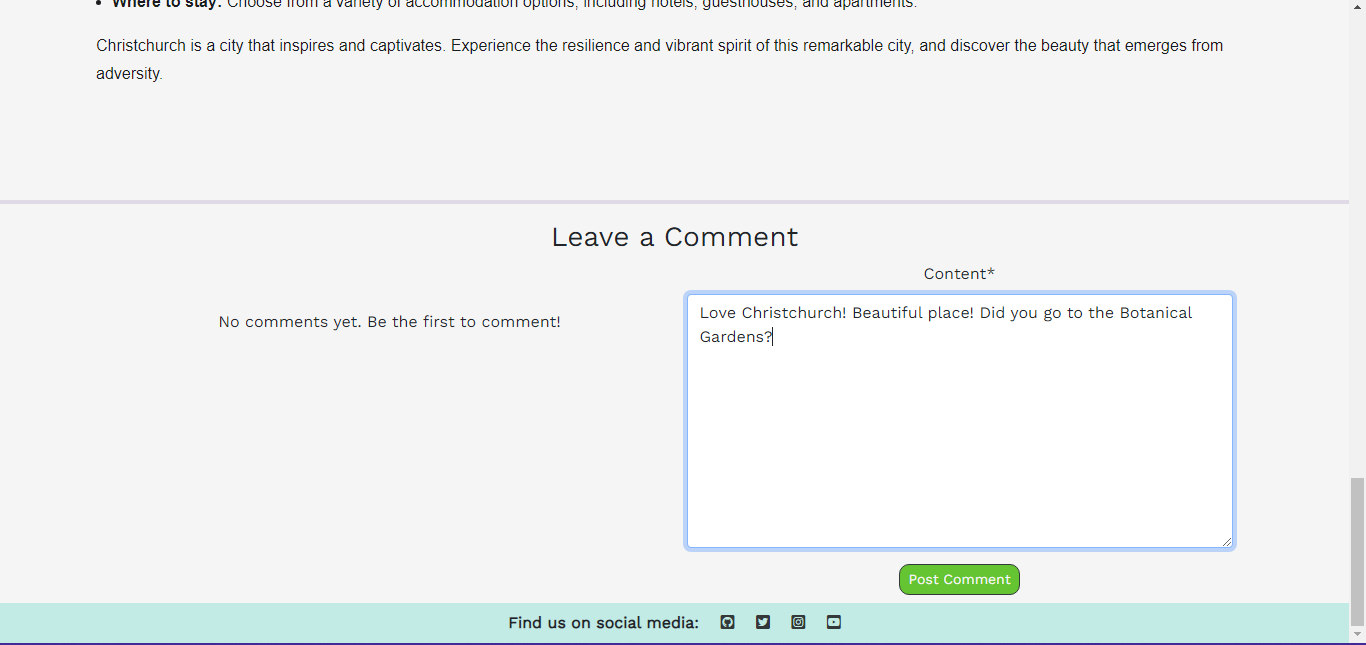 • Where to stay: Choose from a variety of accommodation options, including hotels, guesthouses, and apartments.
Christchurch is a city that inspires and captivates. Experience the resilience and vibrant spirit of this remarkable city, and discover the beauty that emerges from
adversity.
Leave a Comment
Content*
No comments yet. Be the first to comment!
Love Christchurch! Beautiful place! Did you go to the Botanical
Gardens?
Post Comment
Find us on social media: